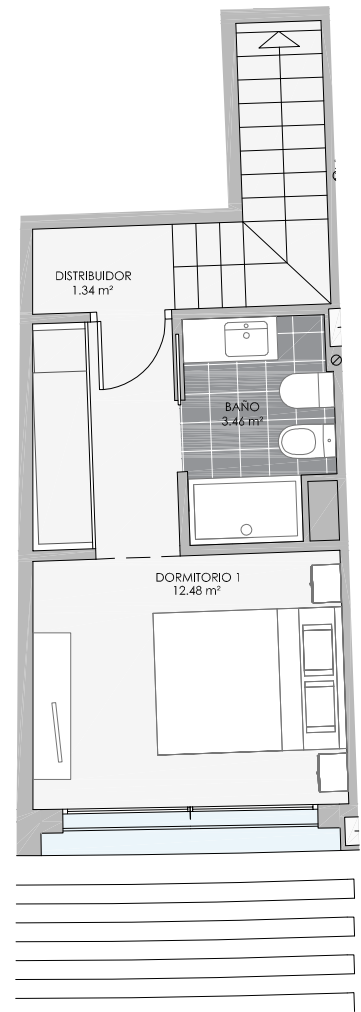 DISTRIBUIDOR
1.34 m²
BAÑO
3.46 m²
DORMITORIO 1
12.48 m²